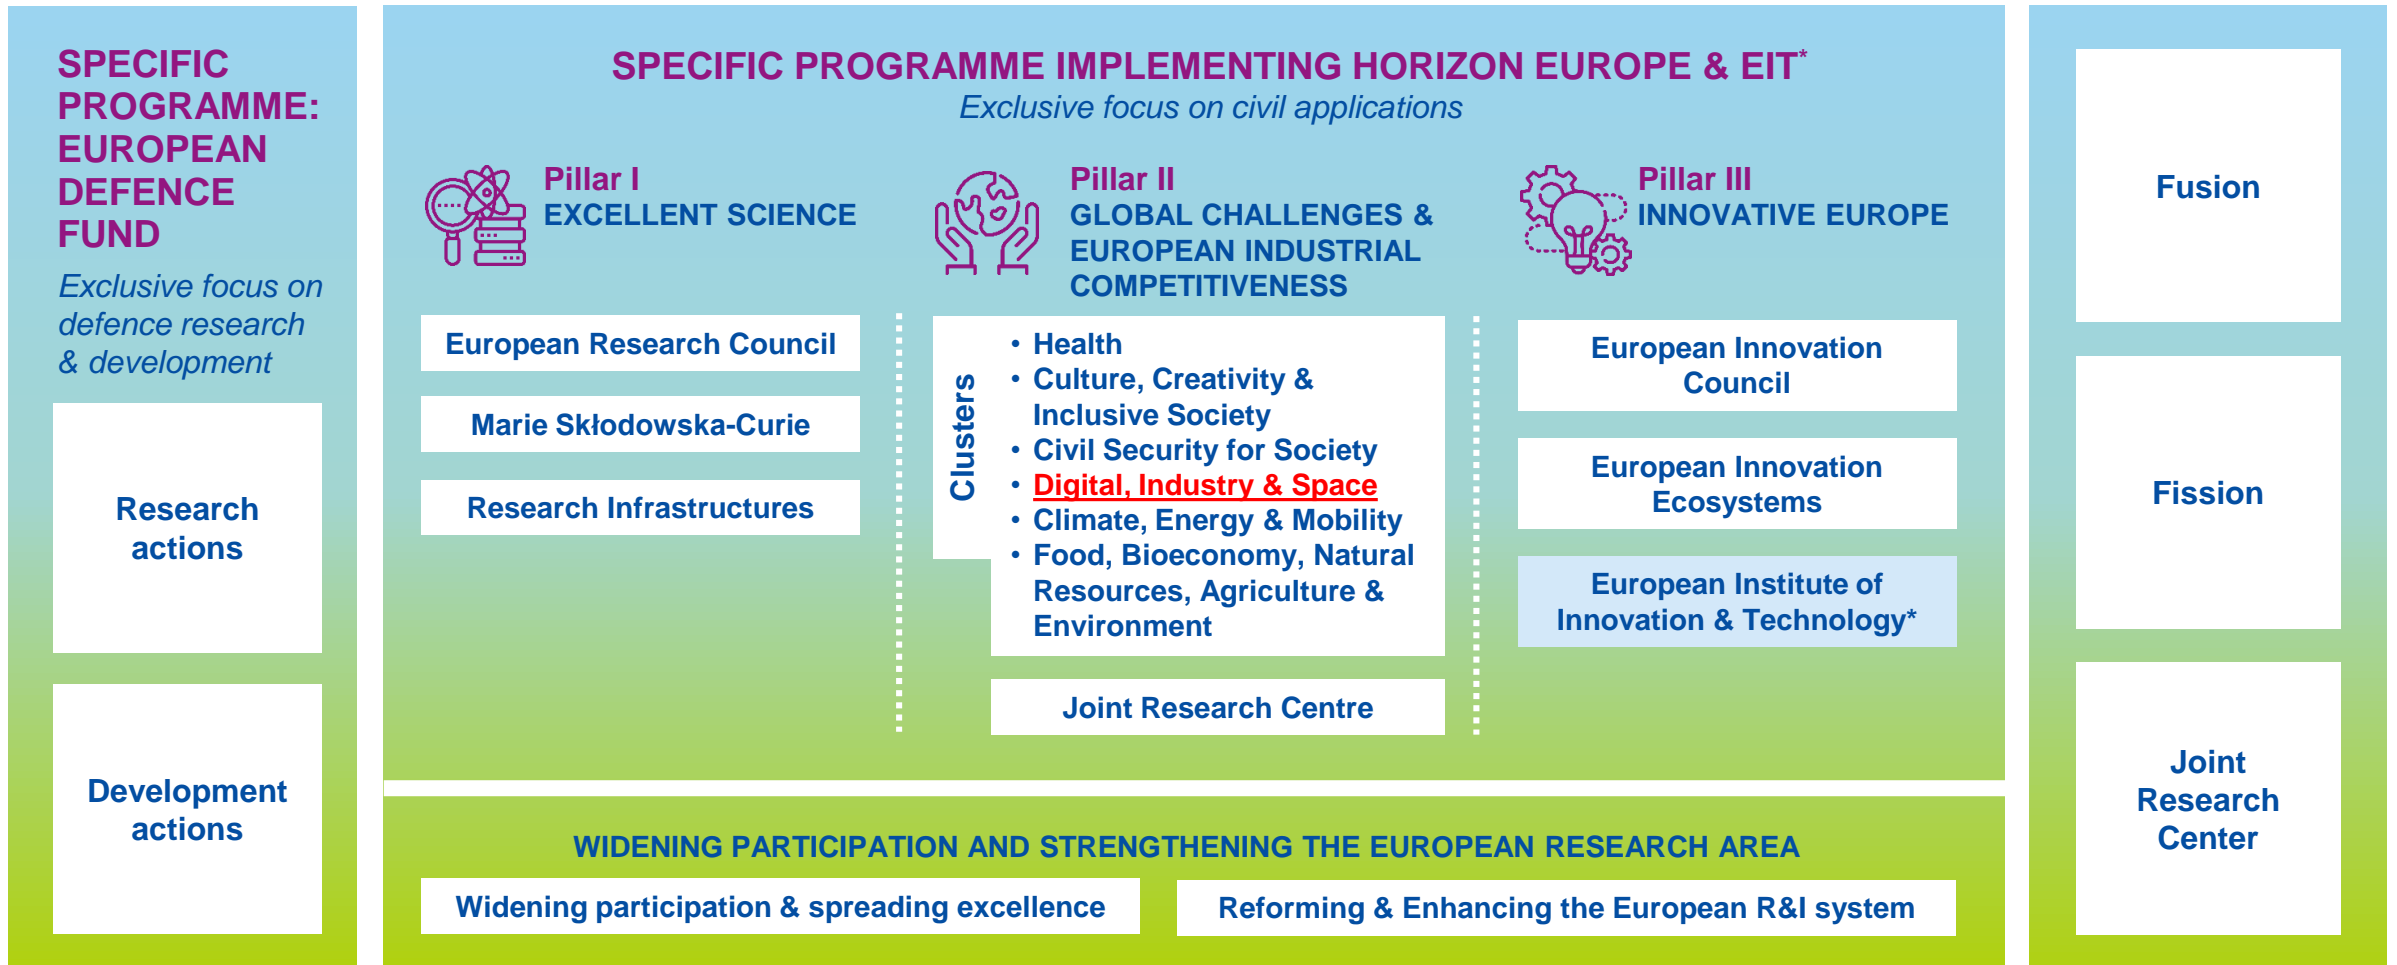 SPECIFIC
PROGRAMME:
EUROPEAN
DEFENCE
FUND
Exclusive focus on
defence research
& development
Research
actions
Development
actions
SPECIFIC PROGRAMME IMPLEMENTING HORIZON EUROPE & EIT*
Exclusive focus on civil applications
Pillar I
EXCELLENT SCIENCE
European Research Council
Marie Skłodowska-Curie
Research Infrastructures
Pillar II
GLOBAL CHALLENGES &
EUROPEAN INDUSTRIAL
COMPETITIVENESS
Clusters
• Health
• Culture, Creativity &
Inclusive Society
• Civil Security for Society
• Digital, Industry & Space
• Climate, Energy & Mobility
• Food, Bioeconomy, Natural
Resources, Agriculture &
Environment
Joint Research Centre
Pillar III
INNOVATIVE EUROPE
European Innovation
Council
European Innovation
Ecosystems
European Institute of
Innovation & Technology*
WIDENING PARTICIPATION AND STRENGTHENING THE EUROPEAN RESEARCH AREA
Widening participation & spreading excellence
Reforming & Enhancing the European R&I system
Fusion
Fission
Joint
Research
Center